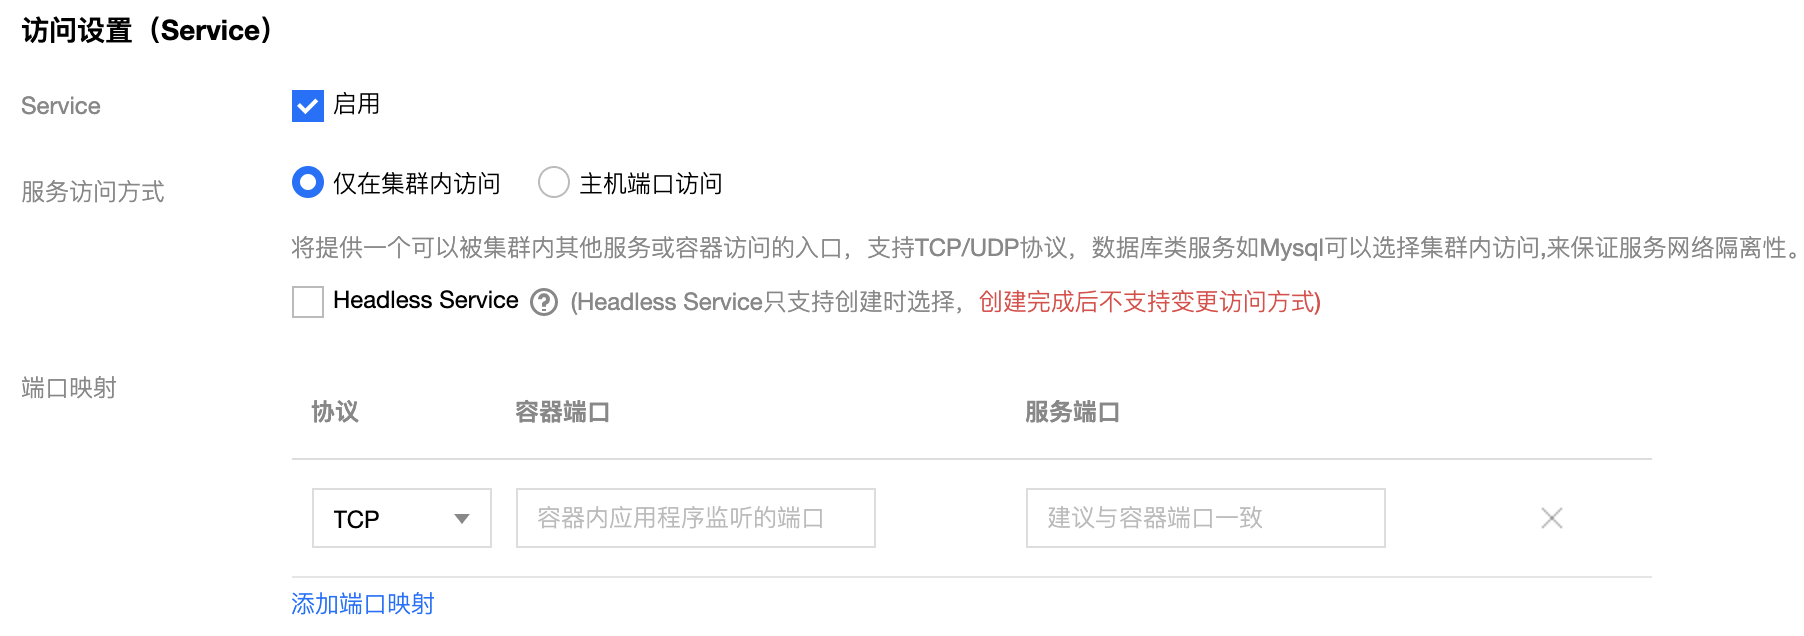 访问设置（Service）
Service 启用
服务访问方式 仅在集群内访问 主机端口访问
将提供一个可以被集群内其他服务或容器访问的入口，支持TCP/UDP协议，数据库类服务如Mysql可以选择集群内访问,来保证服务网络隔离性。
Headless Service ? (Headless Service只支持创建时选择，创建完成后不支持变更访问方式)
端口映射
协议 容器端口 服务端口
TCP 容器内应用程序监听的端口 建议与容器端口一致
添加端口映射